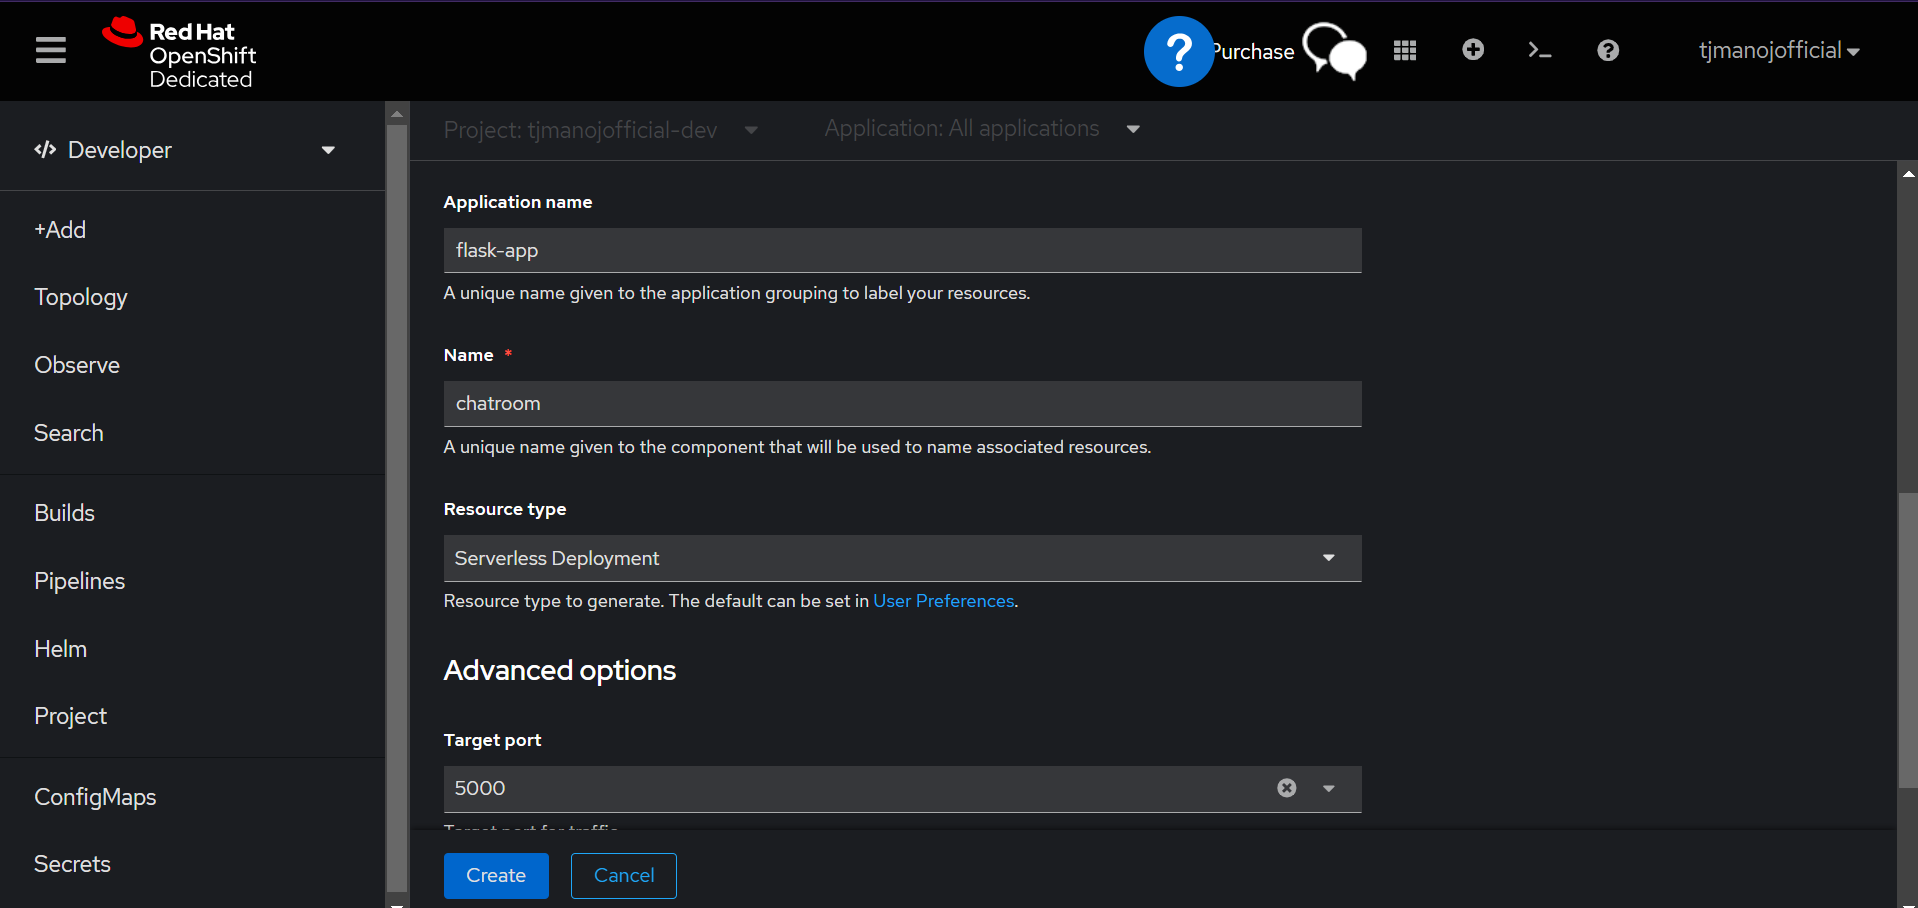 Red Hat
OpenShift
Dedicated
Purchase
tjmanojofficial
Developer
+Add
Topology
Observe
Search
Builds
Pipelines
Helm
Project
ConfigMaps
Secrets
Project: tjmanojofficial-dev
Application: All applications
Application name
flask-app
A unique name given to the application grouping to label your resources.
Name *
chatroom
A unique name given to the component that will be used to name associated resources.
Resource type
Serverless Deployment
Resource type to generate. The default can be set in User Preferences.
Advanced options
Target port
5000
Target port for traffic
Create
Cancel